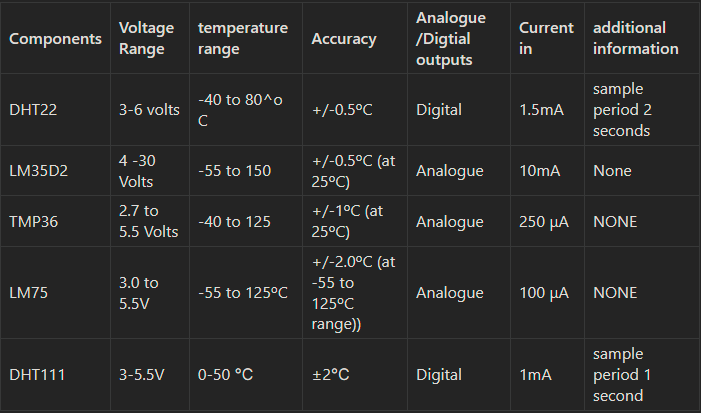 Components Voltage Range temperature range Accuracy Analogue /Digtial outputs Current in additional information
DHT22 3-6 volts -40 to 80^o C +/-0.5ºC Digital 1.5mA sample period 2 seconds
LM35D2 4 -30 Volts -55 to 150 +/-0.5ºC (at 25ºC) Analogue 10mA None
TMP36 2.7 to 5.5 Volts -40 to 125 +/-1ºC (at 25ºC) Analogue 250 µA NONE
LM75 3.0 to 5.5V -55 to 125ºC +/-2.0ºC (at -55 to 125ºC range)) Analogue 100 µA NONE
DHT111 3-5.5V 0-50 ℃ ±2℃ Digital 1mA sample period 1 second